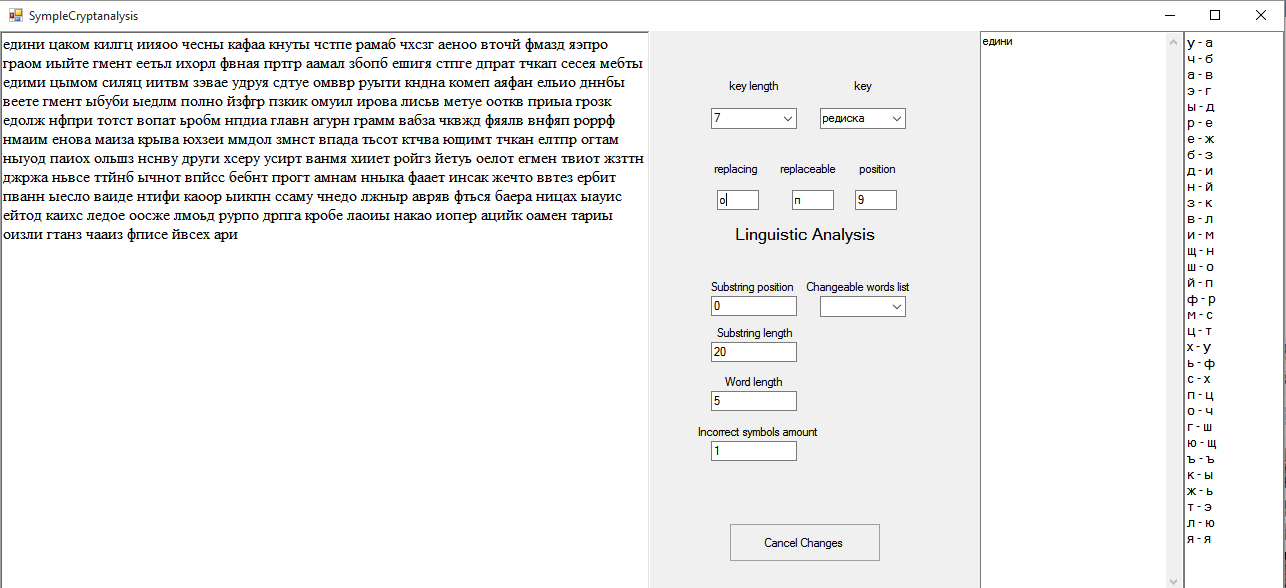 SympleCryptanalysis
едини цаком килгц иияоо чесны кафаа кнуты чстпе рамаб чхсзг аеноо вточй фмазд яэпро
граом иыйте гмент еетьл ихорл фвная пртгр аамал збопб ешигя стпге дпрат тчкап сесея мебты
едими цымом силяц иитвм зэвае удруя сдтуе омввр руыти кндна комеп аяфан ельио дннбы
веете гмент ыбуби ыедлм полно йзфгр пзкик омуил ирова лисьв метуе ооткв приыа грозк
едолж нфпри тотст вопат ьробм нпдиа главн агурн грамм вабза чквжд фяялв внфяп роррф
нмаим енова маиза крыва юхзеи ммдол змнст впада тьсот ктчва ющимт тчкан елтпр огтам
ныуод паиох ольшз нснву други хсеру усирт ванмя хииет ройгз йетуь оелот егмен твиот жзттн
джржа ньвсе ттйнб ычнот впйсс бебнт прогт амнам нныка фаает инсак жечто ввтез ербит
пванн ыесло ваиде нтифи каоор ыикпн ссаму чнедо лжныр авряв фться баера ницах ыауис
ейтод каихс ледое оосже лмоьд рурпо дрпга кробе лаоиы накао иопер ацийк оамен тариы
оизли гтанз чааиз фписе йвсех ари
key length
key
7
редиска
replacing
replaceable
position
о
п
9
Linguistic Analysis
Substring position
Changeable words list
0
Substring length
20
Word length
5
Incorrect symbols amount
1
Cancel Changes
едини
у - а
ч - б
а - в
э - г
ы - д
р - е
е - ж
б - з
д - и
н - й
з - к
в - л
и - м
щ - н
ш - о
й - п
ф - р
м - с
ц - т
х - у
ь - ф
с - х
п - ц
о - ч
г - ш
ю - щ
ъ - ъ
к - ы
ж - ь
т - э
л - ю
я - я